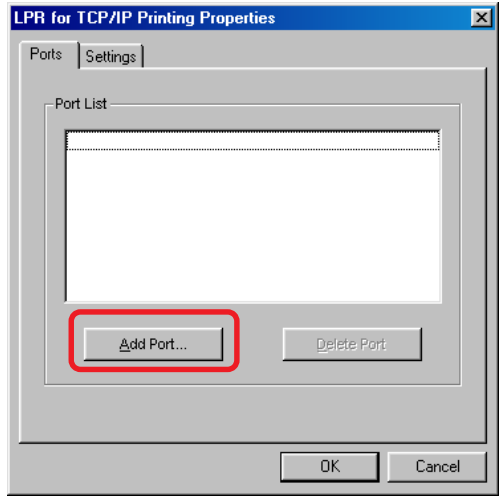 LPR for TCP/IP Printing Properties
Ports Settings
Port List
Add Port... Delete Port
OK Cancel